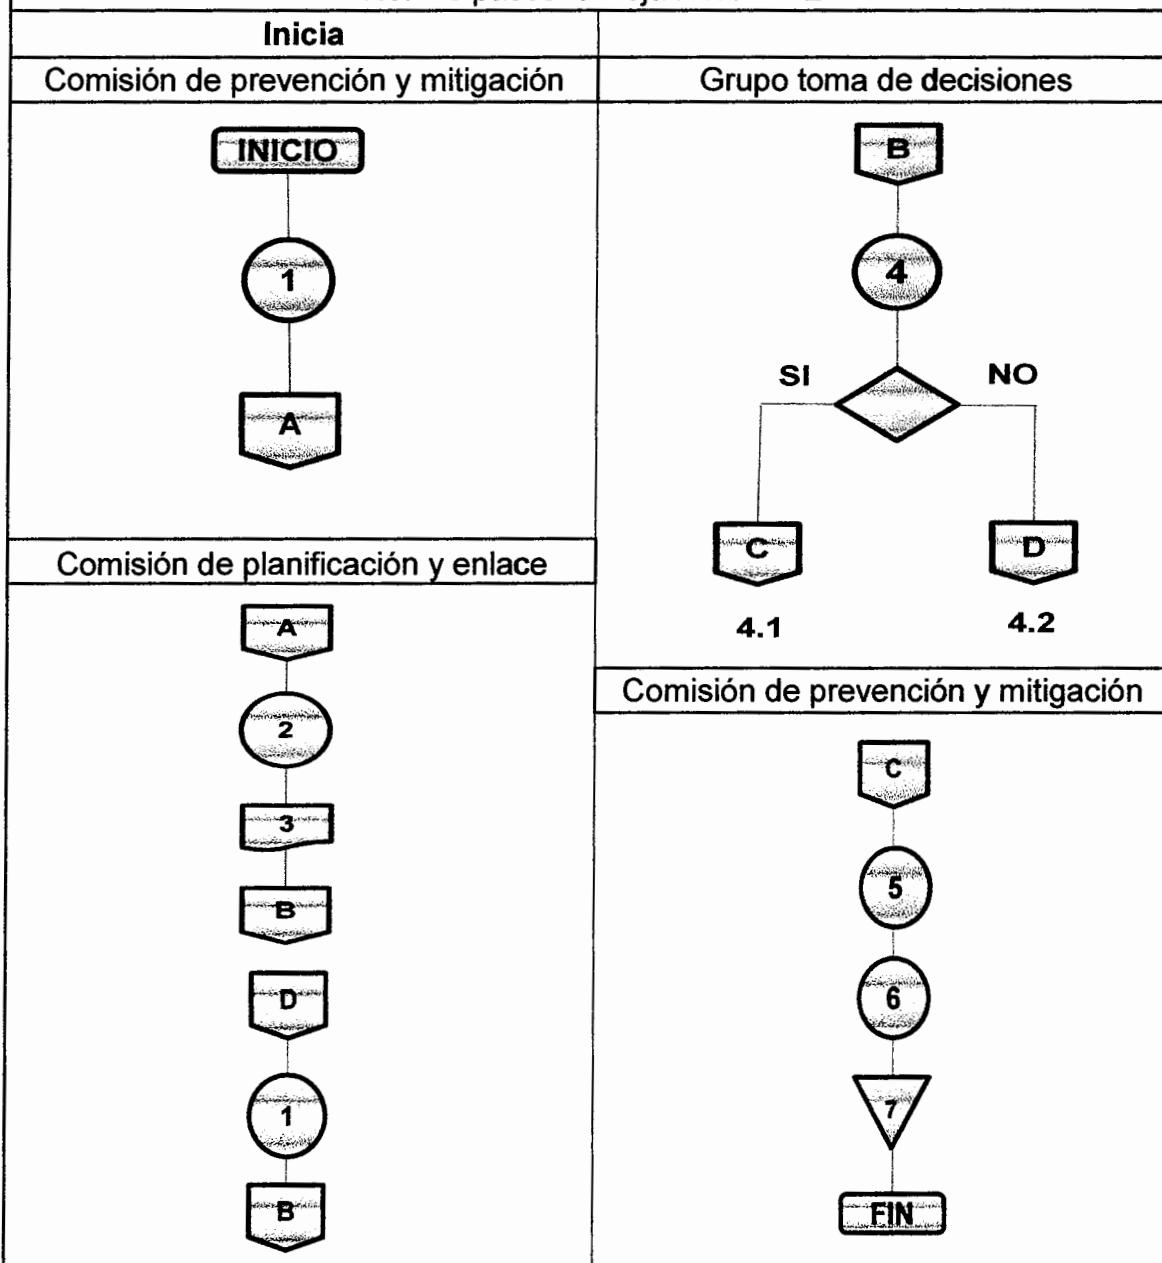 Inicia
Comisión de prevención y mitigación
INICIO
1
A
Comisión de planificación y enlace
A
2
3
B
D
1
B
Grupo toma de decisiones
B
4
SI
NO
C
D
4.1
4.2
Comisión de prevención y mitigación
C
5
6
7
FIN